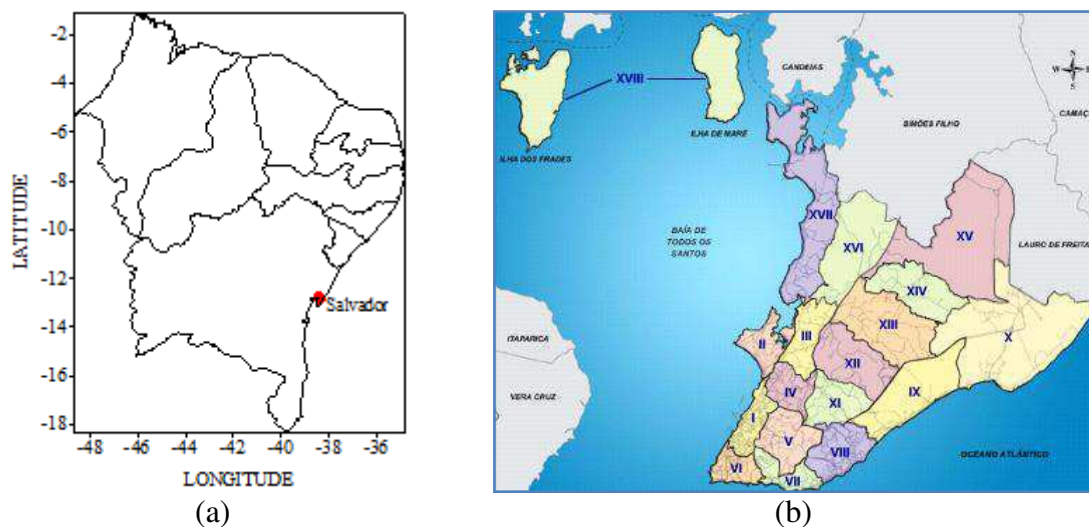 -2
-4
-6
-8
-10
-12
-14
-16
-18
LATITUDE
Salvador
-48 -46 -44 -42 -40 -38 -36
LONGITUDE
(a)
CANDEIAS
XVIII
N
W E
S
CAMAÇ
ILHA DOS FRADES
ILHA DE MARÉ
SIMÕES FILHO
XVII
XV
BAÍA DE
TODOS OS
SANTOS
XVI
LAURO DE FREITA
XIV
XIII
X
II
III
ITAPARICA
XII
IV
XI
IX
VERA CRUZ
I
V
VI
VII
VIII
OCEANO ATLÂNTICO
(b)